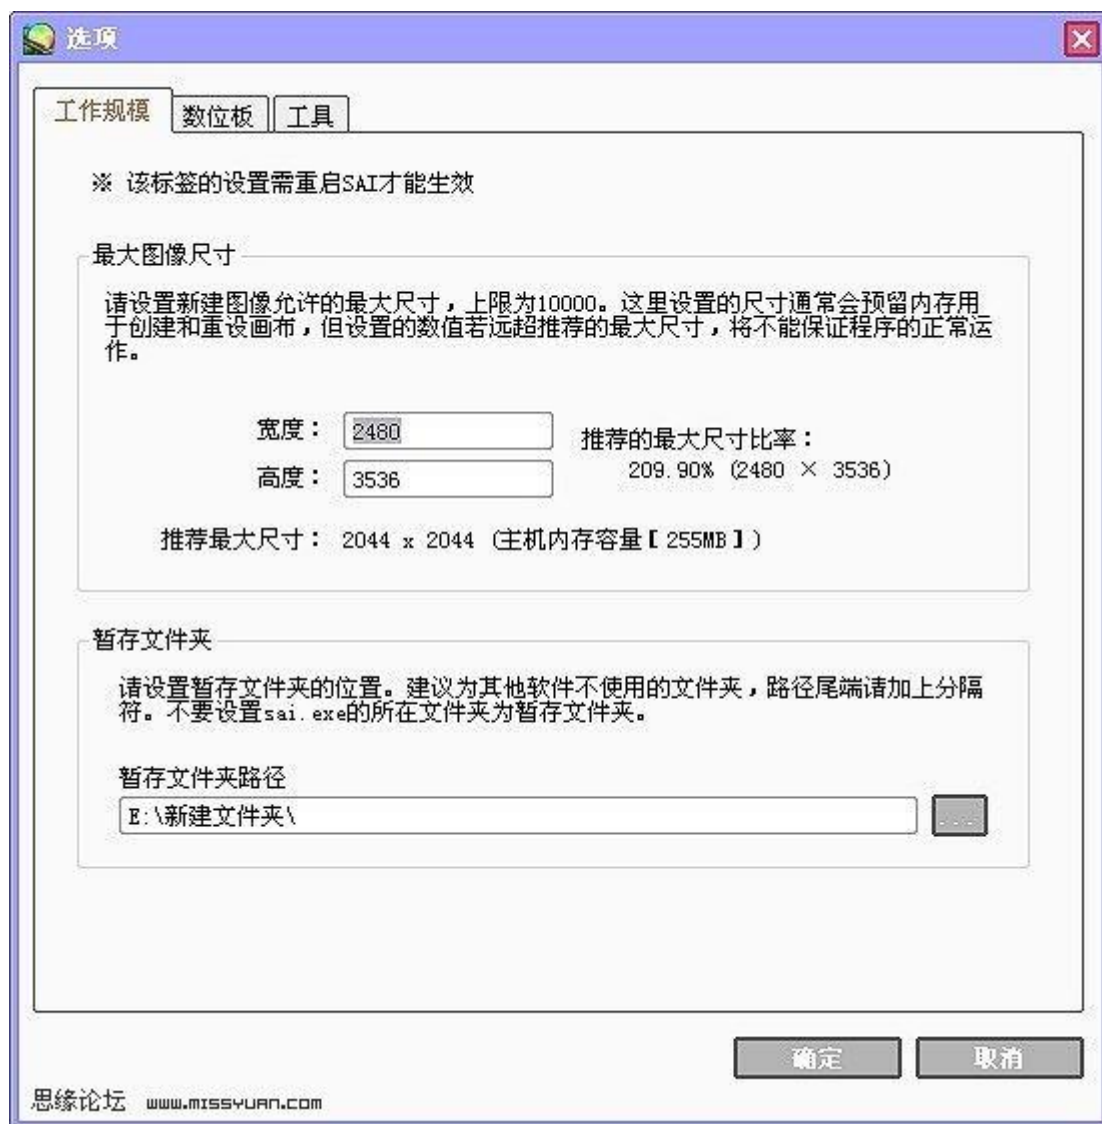 选项
工作规模 数位板 工具
※ 该标签的设置需重启SAI才能生效
最大图像尺寸
请设置新建图像允许的最大尺寸,上限为10000。这里设置的尺寸通常会预留内存用
于创建和重设画布,但设置的数值若远超推荐的最大尺寸,将不能保证程序的正常运
作。
宽度: 2480
推荐的最大尺寸比率:
209.90% (2480 × 3536)
高度: 3536
推荐最大尺寸: 2044 x 2044 (主机内存容量【255MB】)
暂存文件夹
请设置暂存文件夹的位置。建议为其他软件不使用的文件夹,路径尾端请加上分隔
符。不要设置sai.exe的所在文件夹为暂存文件夹。
暂存文件夹路径
E:\新建文件夹\ ...
确定 取消
思缘论坛 www.missyuan.com